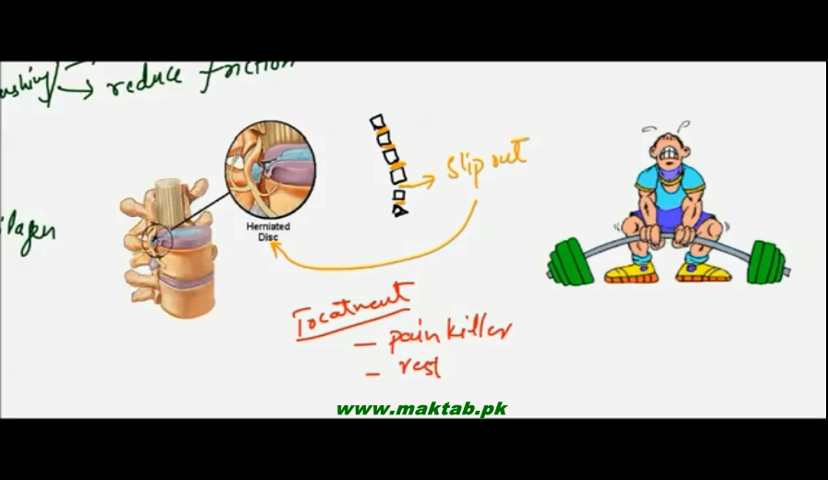 reduce friction
slip out
Herniated
Disc
Treatment
- pain killer
- rest
www.maktab.pk